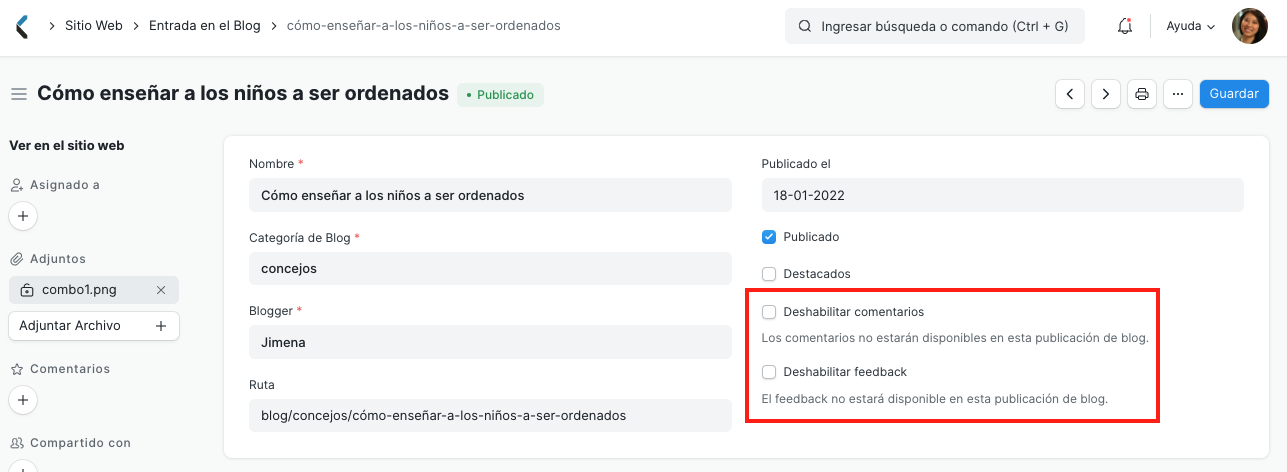 Sitio Web
Entrada en el Blog
cómo-enseñar-a-los-niños-a-ser-ordenados
Ingresar búsqueda o comando (Ctrl + G)
Ayuda
Cómo enseñar a los niños a ser ordenados
Publicado
Guardar
Ver en el sitio web
Asignado a
Adjuntos
combo1.png
Adjuntar Archivo
Comentarios
Compartido con
Nombre *
Cómo enseñar a los niños a ser ordenados
Categoría de Blog *
concejos
Blogger *
Jimena
Ruta
blog/concejos/cómo-enseñar-a-los-niños-a-ser-ordenados
Publicado el
18-01-2022
Publicado
Destacados
Deshabilitar comentarios
Los comentarios no estarán disponibles en esta publicación de blog.
Deshabilitar feedback
El feedback no estará disponible en esta publicación de blog.